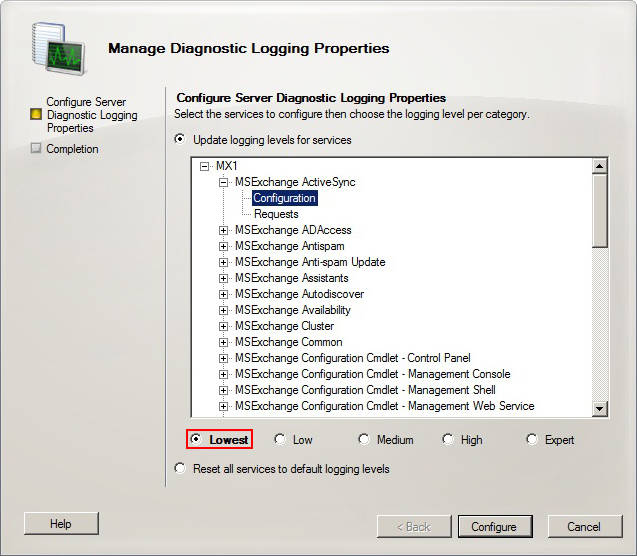 Manage Diagnostic Logging Properties
Configure Server
Diagnostic Logging
Properties
Completion
Configure Server Diagnostic Logging Properties
Select the services to configure then choose the logging level per category.
Update logging levels for services
MX1
MSExchange ActiveSync
Configuration
Requests
MSExchange ADAccess
MSExchange Antispam
MSExchange Anti-spam Update
MSExchange Assistants
MSExchange Autodiscover
MSExchange Availability
MSExchange Cluster
MSExchange Common
MSExchange Configuration Cmdlet - Control Panel
MSExchange Configuration Cmdlet - Management Console
MSExchange Configuration Cmdlet - Management Shell
MSExchange Configuration Cmdlet - Management Web Service
Lowest Low Medium High Expert
Reset all services to default logging levels
Help < Back Configure Cancel